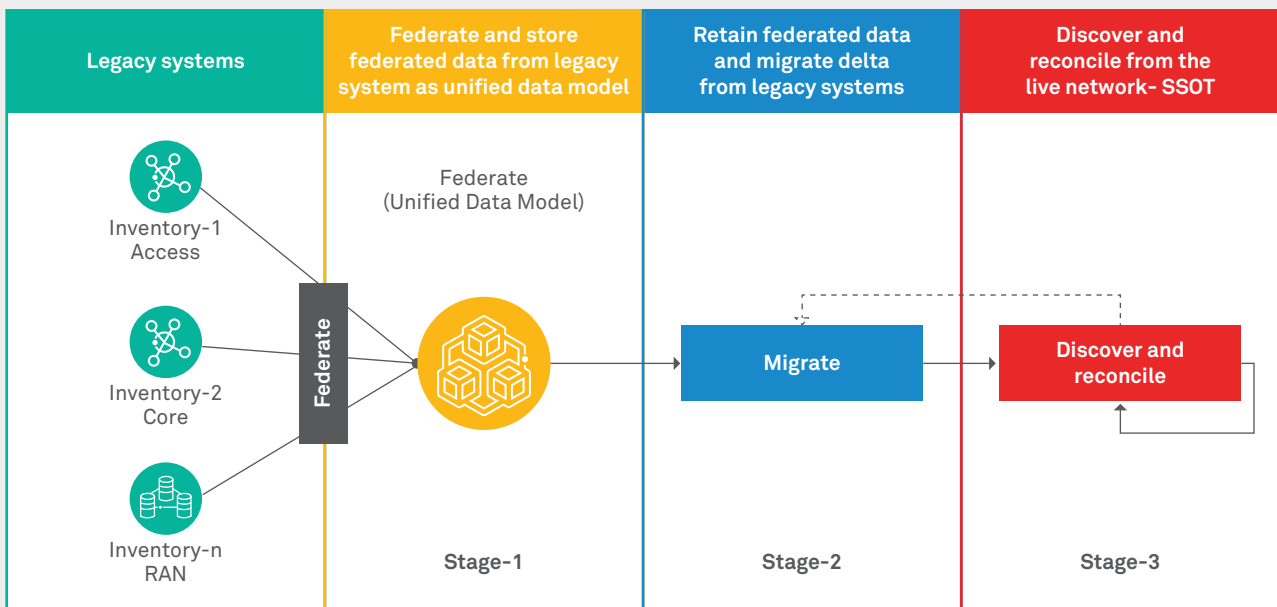 Legacy systems
Federate and store
federated data from legacy
system as unified data model
Retain federated data
and migrate delta
from legacy systems
Discover and
reconcile from the
live network- SSOT
Inventory-1
Access
Inventory-2
Core
Inventory-n
RAN
Federate
Federate
(Unified Data Model)
Stage-1
Migrate
Stage-2
Discover and
reconcile
Stage-3